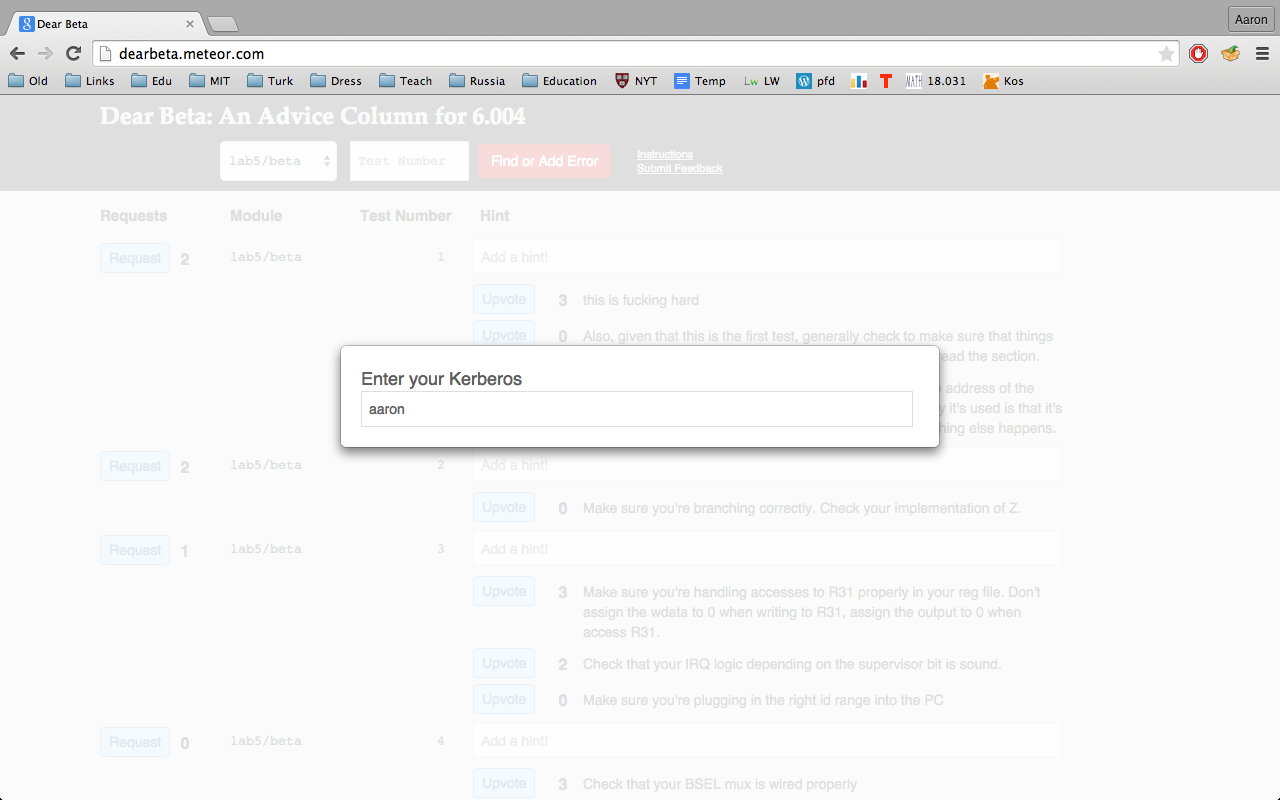 Dear Beta
Aaron
dearbeta.meteor.com
Old Links Edu MIT Turk Dress Teach Russia Education NYT Temp Lw LW pfd MATH 18.031 Kos
Dear Beta: An Advice Column for 6.004
lab5/beta Test Number Find or Add Error Instructions
Submit Feedback
Requests Module Test Number Hint
Request 2 lab5/beta 1 Add a hint!
Upvote 3 this is fucking hard
Upvote 0 Also, given that this is the first test, generally check to make sure that things
ead the section.
Enter your Kerberos
aaron
address of the
y it's used is that it's
hing else happens.
Request 2 lab5/beta 2 Add a hint!
Upvote 0 Make sure you're branching correctly. Check your implementation of Z.
Request 1 lab5/beta 3 Add a hint!
Upvote 3 Make sure you're handling accesses to R31 properly in your reg file. Don't
assign the wdata to 0 when writing to R31, assign the output to 0 when
access R31.
Upvote 2 Check that your IRQ logic depending on the supervisor bit is sound.
Upvote 0 Make sure you're plugging in the right id range into the PC
Request 0 lab5/beta 4 Add a hint!
Upvote 3 Check that your BSEL mux is wired properly